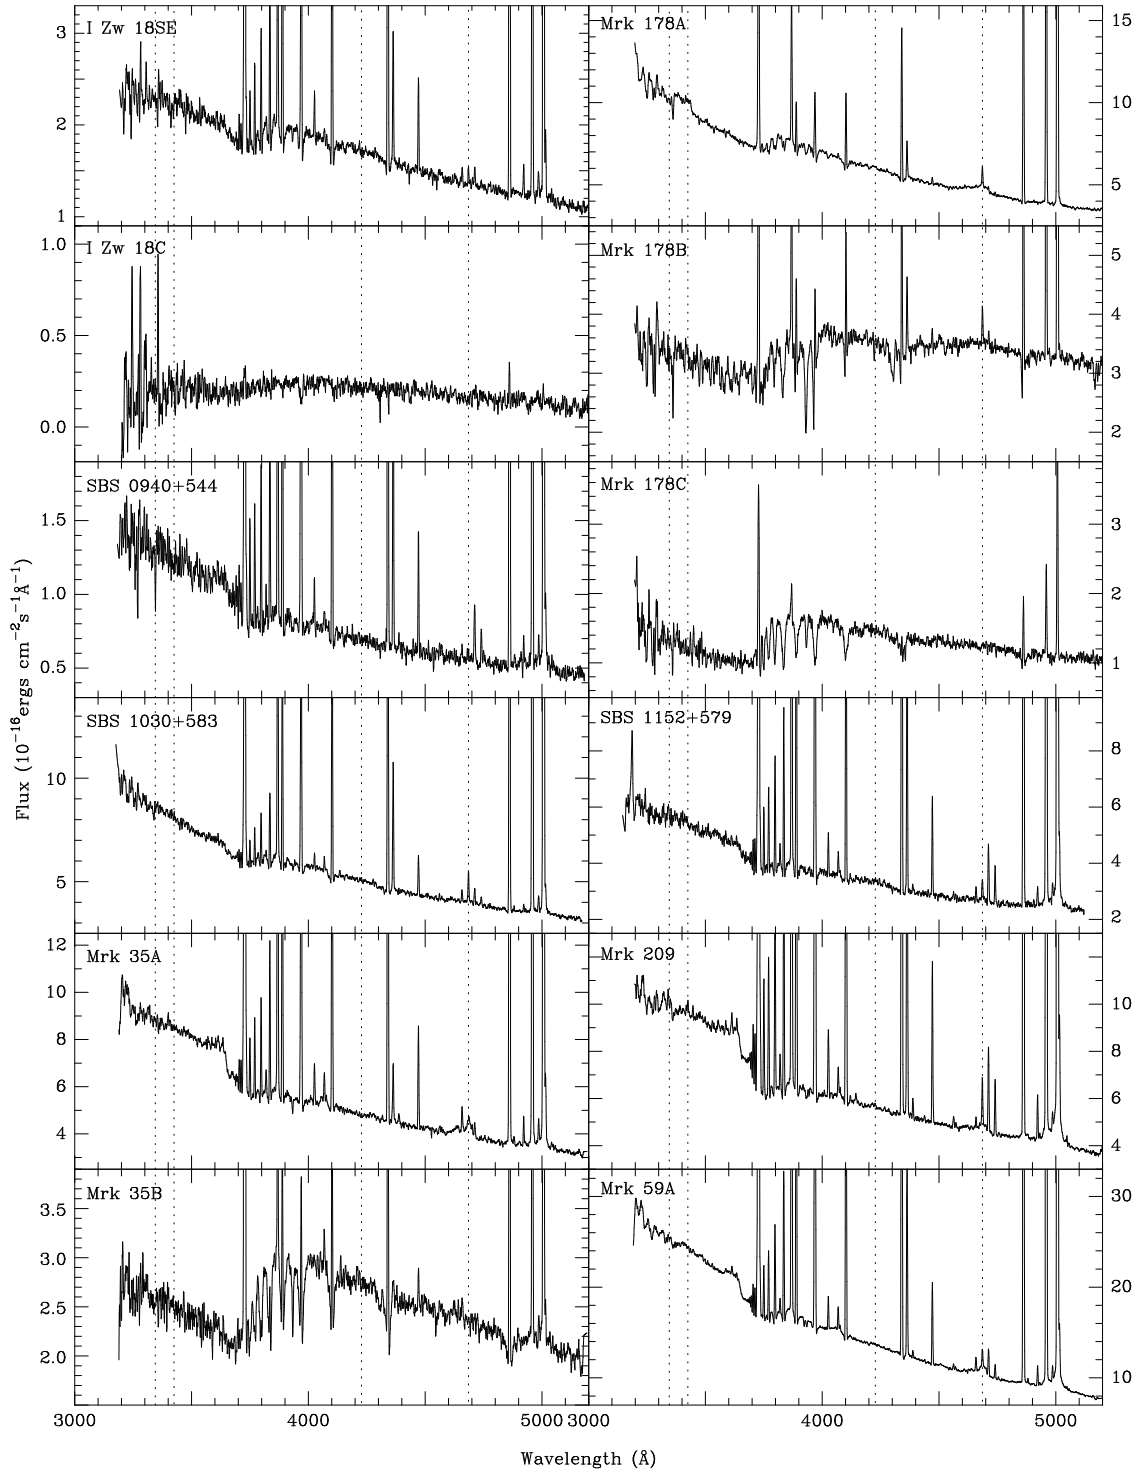 I Zw 18SE
3
2
1
Mrk 178A
15
10
5
I Zw 18C
1.0
0.5
0.0
Mrk 178B
5
4
3
2
SBS 0940+544
1.5
1.0
0.5
Mrk 178C
3
2
1
SBS 1030+583
10
5
SBS 1152+579
8
6
4
2
Mrk 35A
12
10
8
6
4
Mrk 209
10
8
6
4
Mrk 35B
3.5
3.0
2.5
2.0
Mrk 59A
30
20
10
3000 4000 5000 3000 4000 5000
Flux (10⁻¹⁶ergs cm⁻²s⁻¹Å⁻¹)
Wavelength (Å)